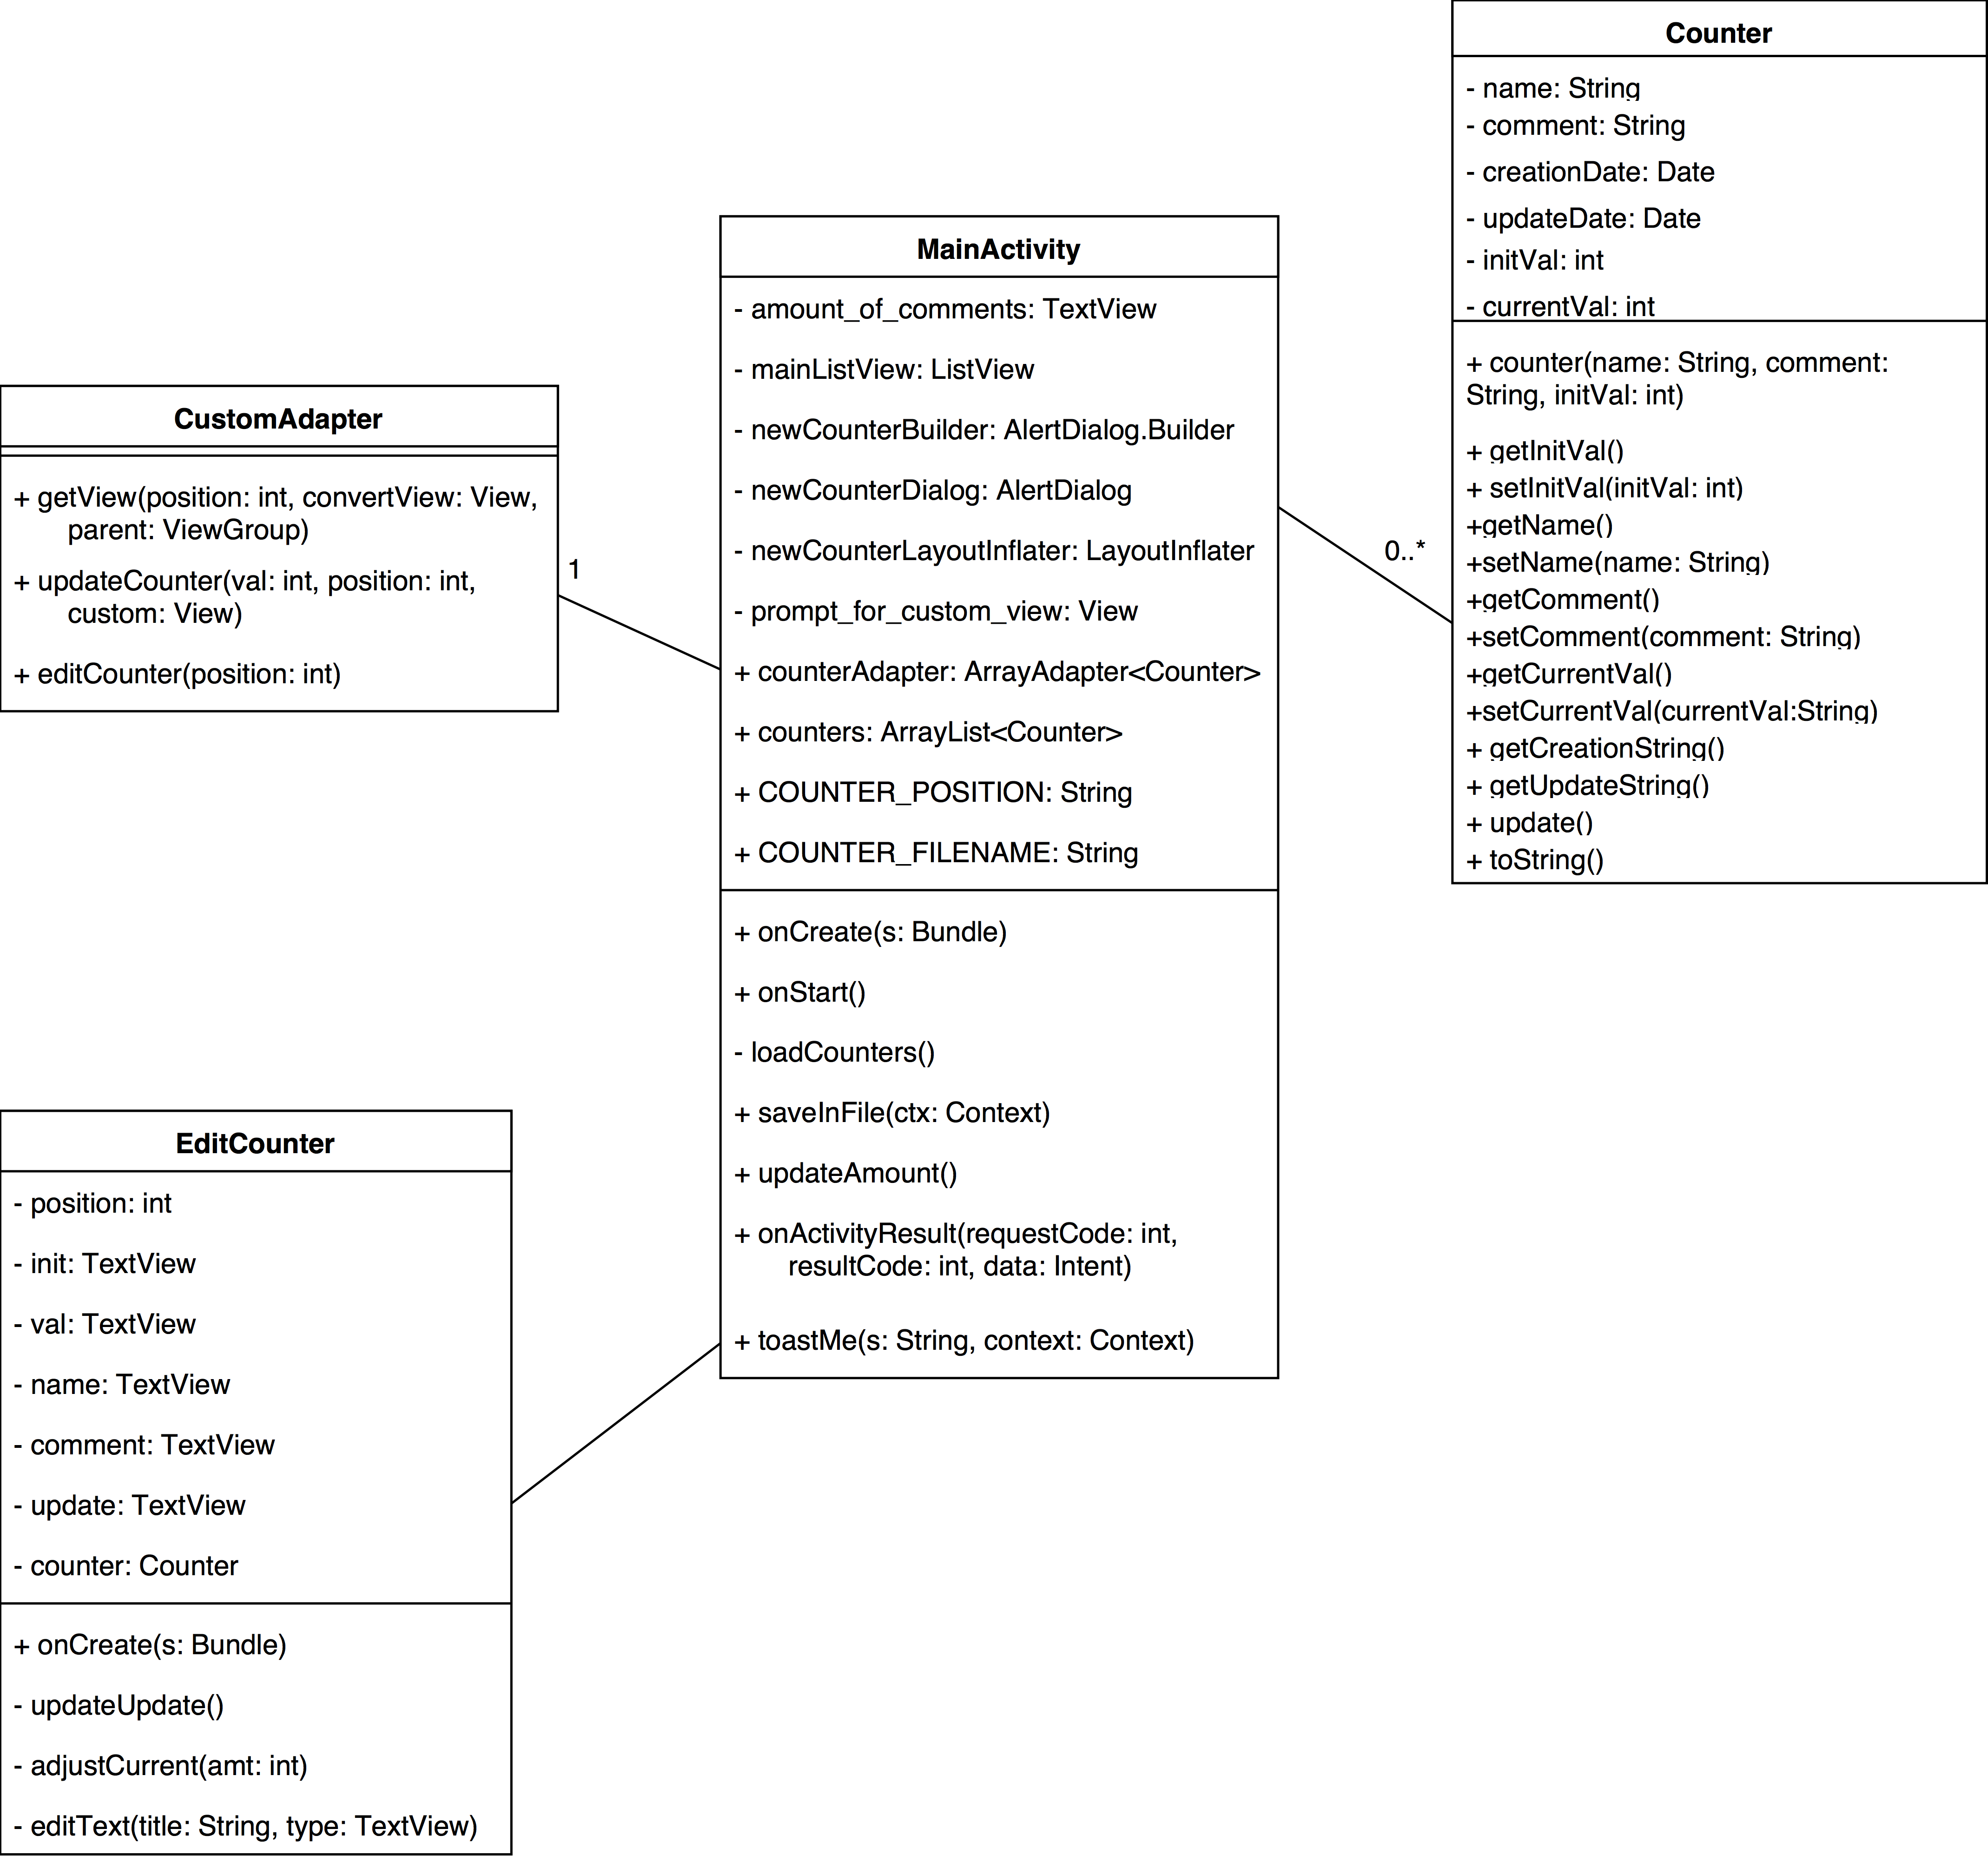 Counter
- name: String
- comment: String
- creationDate: Date
- updateDate: Date
- initVal: int
- currentVal: int
+ counter(name: String, comment:
String, initVal: int)
+ getInitVal()
+ setInitVal(initVal: int)
+getName()
+setName(name: String)
+getComment()
+setComment(comment: String)
+getCurrentVal()
+setCurrentVal(currentVal:String)
+ getCreationString()
+ getUpdateString()
+ update()
+ toString()
MainActivity
- amount_of_comments: TextView
- mainListView: ListView
- newCounterBuilder: AlertDialog.Builder
- newCounterDialog: AlertDialog
- newCounterLayoutInflater: LayoutInflater
- prompt_for_custom_view: View
+ counterAdapter: ArrayAdapter<Counter>
+ counters: ArrayList<Counter>
+ COUNTER_POSITION: String
+ COUNTER_FILENAME: String
+ onCreate(s: Bundle)
+ onStart()
- loadCounters()
+ saveInFile(ctx: Context)
+ updateAmount()
+ onActivityResult(requestCode: int,
resultCode: int, data: Intent)
+ toastMe(s: String, context: Context)
0..*
CustomAdapter
+ getView(position: int, convertView: View,
parent: ViewGroup)
+ updateCounter(val: int, position: int,
custom: View)
+ editCounter(position: int)
1
EditCounter
- position: int
- init: TextView
- val: TextView
- name: TextView
- comment: TextView
- update: TextView
- counter: Counter
+ onCreate(s: Bundle)
- updateUpdate()
- adjustCurrent(amt: int)
- editText(title: String, type: TextView)